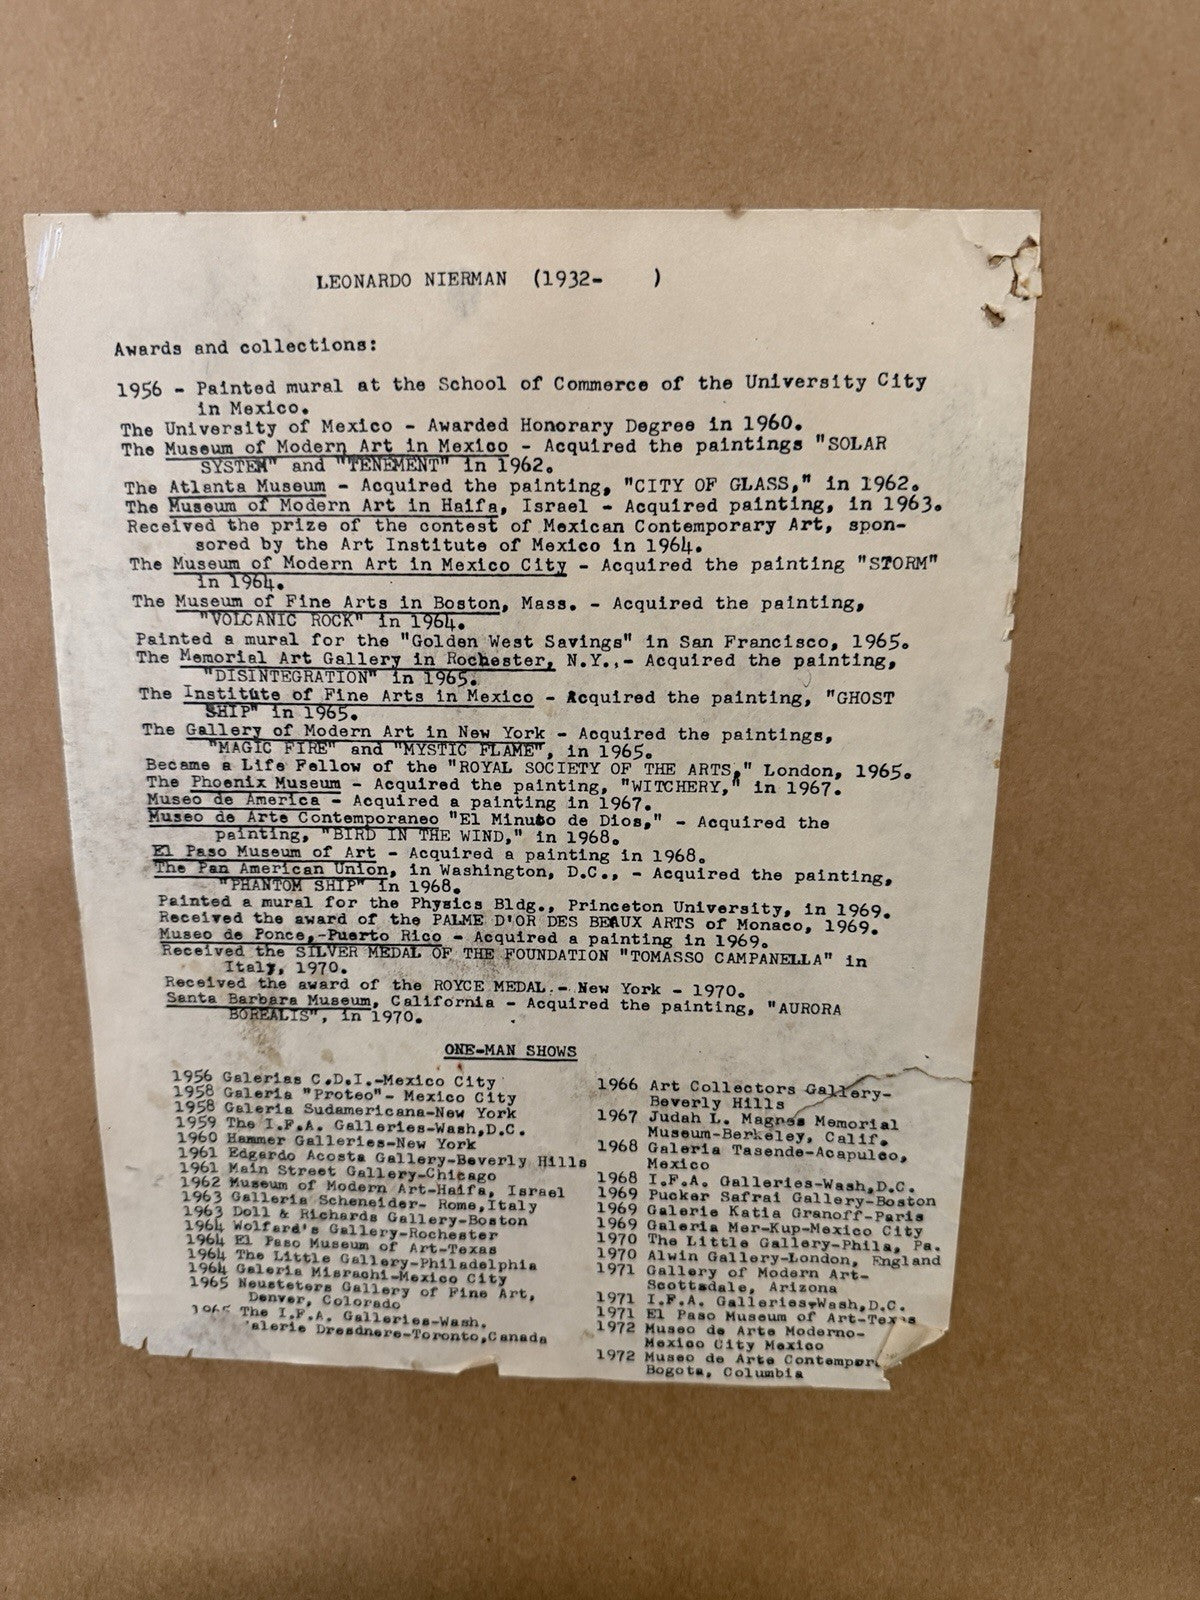 LEONARDO NIERMAN (1932- )
Awards and collections:
1956 - Painted mural at the School of Commerce of the University City
in Mexico.
The University of Mexico - Awarded Honorary Degree in 1960.
The Museum of Modern Art in Mexico - Acquired the paintings "SOLAR
SYSTEM" and "TENEMENT" in 1962.
The Atlanta Museum - Acquired the painting, "CITY OF GLASS," in 1962.
The Museum of Modern Art in Haifa, Israel - Acquired painting, in 1963.
Received the prize of the contest of Mexican Contemporary Art, spon-
sored by the Art Institute of Mexico in 1964.
The Museum of Modern Art in Mexico City - Acquired the painting "STORM"
in 1964.
The Museum of Fine Arts in Boston, Mass. - Acquired the painting,
"VOLCANIC ROCK" in 1964.
Painted a mural for the "Golden West Savings" in San Francisco, 1965.
The Memorial Art Gallery in Rochester, N.Y.,- Acquired the painting,
"DISINTEGRATION" in 1965.
The Institute of Fine Arts in Mexico - Acquired the painting, "GHOST
SHIP" in 1965.
The Gallery of Modern Art in New York - Acquired the paintings,
"MAGIC FIRE" and "MYSTIC FLAME", in 1965.
Became a Life Fellow of the "ROYAL SOCIETY OF THE ARTS," London, 1965.
The Phoenix Museum - Acquired the painting, "WITCHERY," in 1967.
Museo de America - Acquired a painting in 1967.
Museo de Arte Contemporaneo "El Minuto de Dios," - Acquired the
painting, "BIRD IN THE WIND," in 1968.
El Paso Museum of Art - Acquired a painting in 1968.
The Pan American Union, in Washington, D.C., - Acquired the painting,
"PHANTOM SHIP" in 1968.
Painted a mural for the Physics Bldg., Princeton University, in 1969.
Received the award of the PALME D'OR DES BEAUX ARTS of Monaco, 1969.
Museo de Ponce,-Puerto Rico - Acquired a painting in 1969.
Received the SILVER MEDAL OF THE FOUNDATION "TOMASSO CAMPANELLA" in
Italy, 1970.
Received the award of the ROYCE MEDAL.- New York - 1970.
Santa Barbara Museum, California - Acquired the painting, "AURORA
BOREALIS", in 1970.
ONE-MAN SHOWS
1956 Galerias C.D.I.-Mexico City
1958 Galeria "Proteo"- Mexico City
1958 Galeria Sudamericana-New York
1959 The I.F.A. Galleries-Wash,D.C.
1960 Hammer Galleries-New York
1961 Edgardo Acosta Gallery-Beverly Hills
1961 Main Street Gallery-Chicago
1962 Museum of Modern Art-Haifa, Israel
1963 Galleria Scheneider- Rome,Italy
1963 Doll & Richards Gallery-Boston
1964 Wolfard's Gallery-Rochester
1964 El Paso Museum of Art-Texas
1964 The Little Gallery-Philadelphia
1964 Galeria Misrachi-Mexico City
1965 Neusteters Gallery of Fine Art,
Denver, Colorado
1965 The I.F.A. Galleries-Wash.
alerie Dresdnere-Toronto,Canada
1966 Art Collectors Gallery-
Beverly Hills
1967 Judah L. Magnes Memorial
Museum-Berkeley, Calif.
1968 Galeria Tasende-Acapulco,
Mexico
1968 I.F.A. Galleries-Wash,D.C.
1969 Pucker Safrai Gallery-Boston
1969 Galerie Katia Granoff-Paris
1969 Galeria Mer-Kup-Mexico City
1970 The Little Gallery-Phila, Pa.
1970 Alwin Gallery-London, England
1971 Gallery of Modern Art-
Scottsdale, Arizona
1971 I.F.A. Galleries-Wash,D.C.
1971 El Paso Museum of Art-Texas
1972 Museo de Arte Moderno-
Mexico City Mexico
1972 Museo de Arte Contempor
Bogota, Columbia